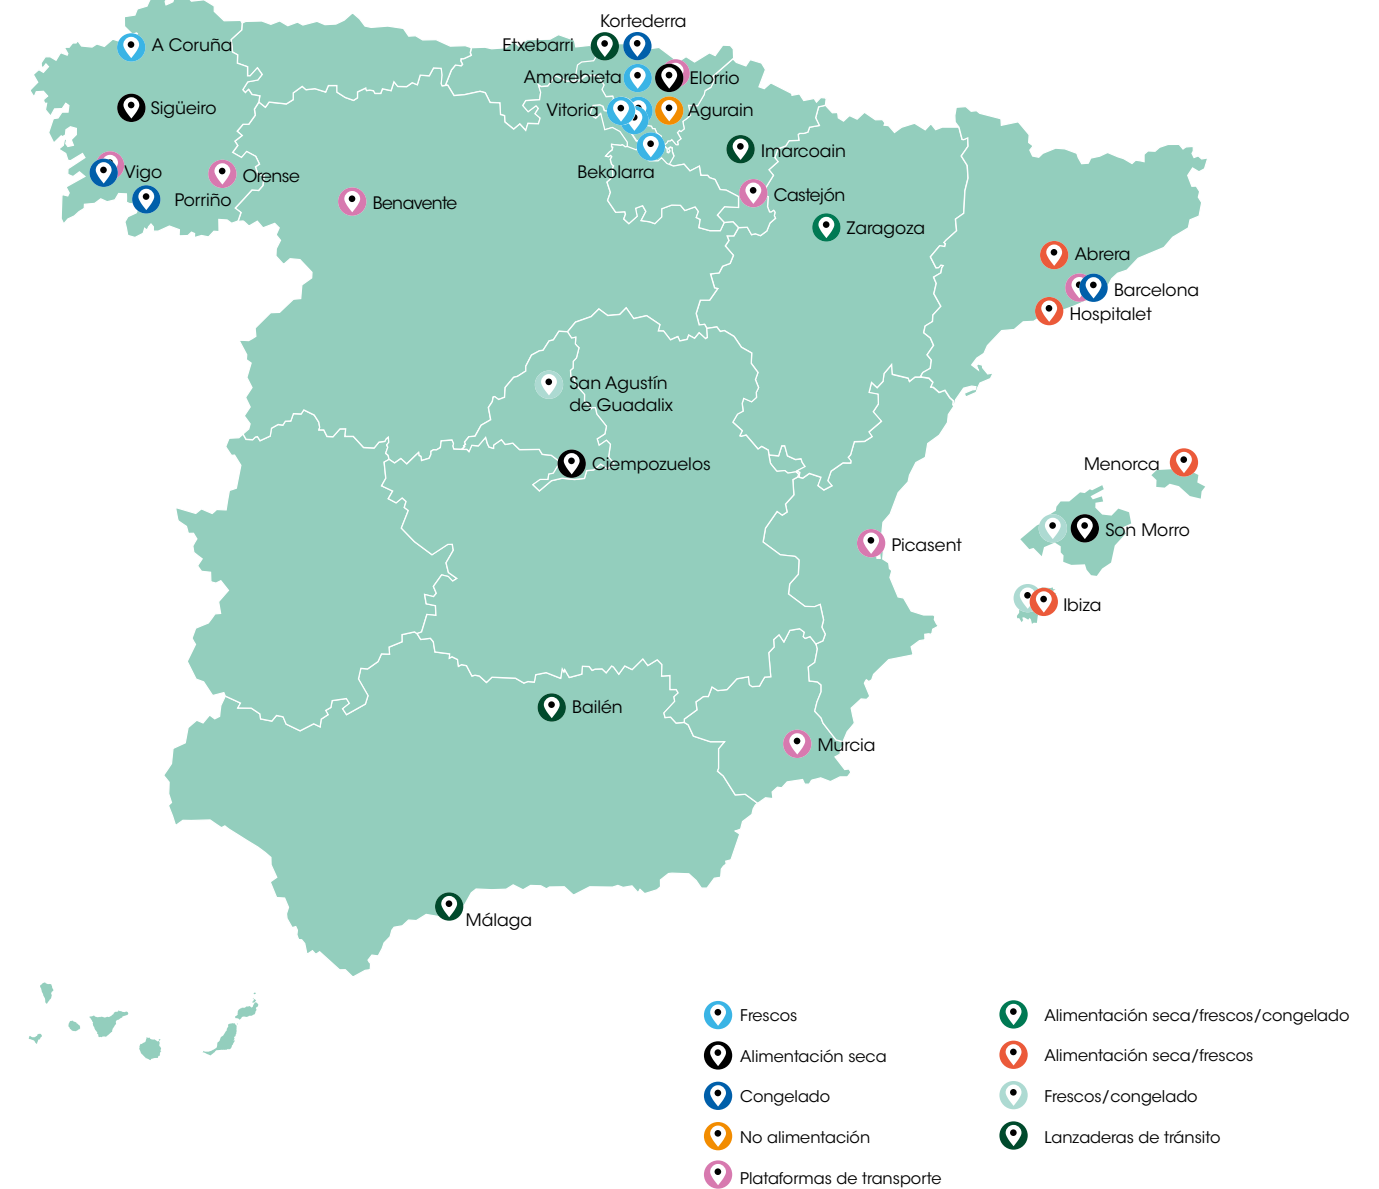 Kortederra
A Coruña
Etxebarri
Amorebieta
Elorrio
Sigüeiro
Vitoria
Agurain
Imarcoain
Vigo
Orense
Bekolarra
Porriño
Benavente
Castejón
Zaragoza
Abrera
Barcelona
Hospitalet
San Agustín
de Guadalix
Ciempozuelos
Menorca
Son Morro
Picasent
Ibiza
Bailén
Murcia
Málaga
Frescos
Alimentación seca
Congelado
No alimentación
Plataformas de transporte
Alimentación seca/frescos/congelado
Alimentación seca/frescos
Frescos/congelado
Lanzaderas de tránsito